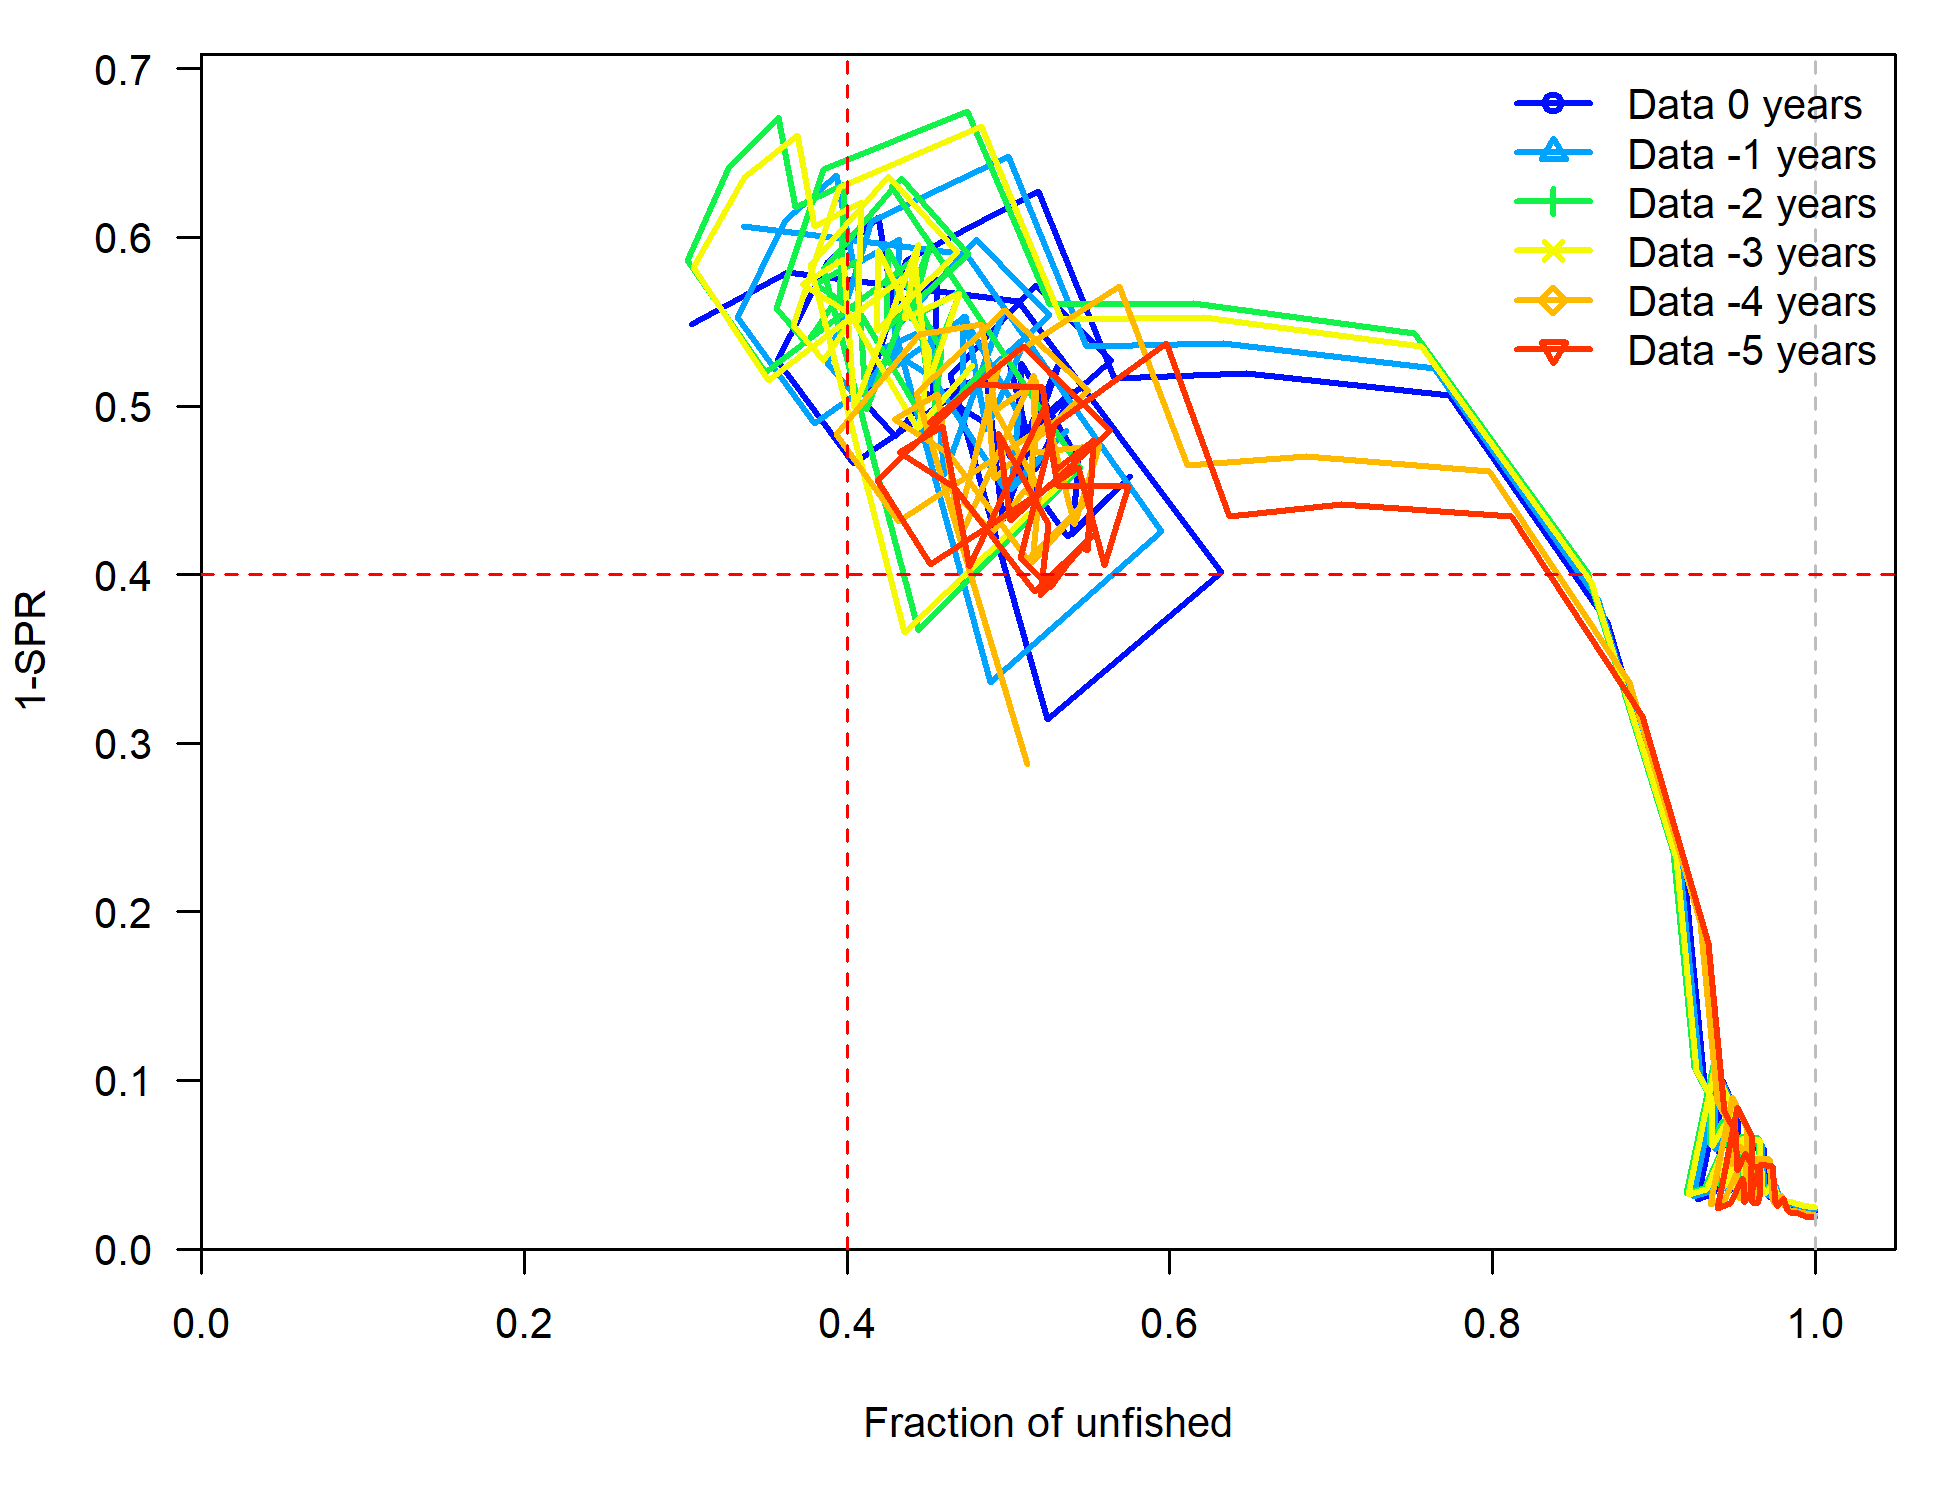 0.7
0.6
0.5
0.4
0.3
0.2
0.1
0.0
1-SPR
Data 0 years
Data -1 years
Data -2 years
Data -3 years
Data -4 years
Data -5 years
0.0 0.2 0.4 0.6 0.8 1.0
Fraction of unfished